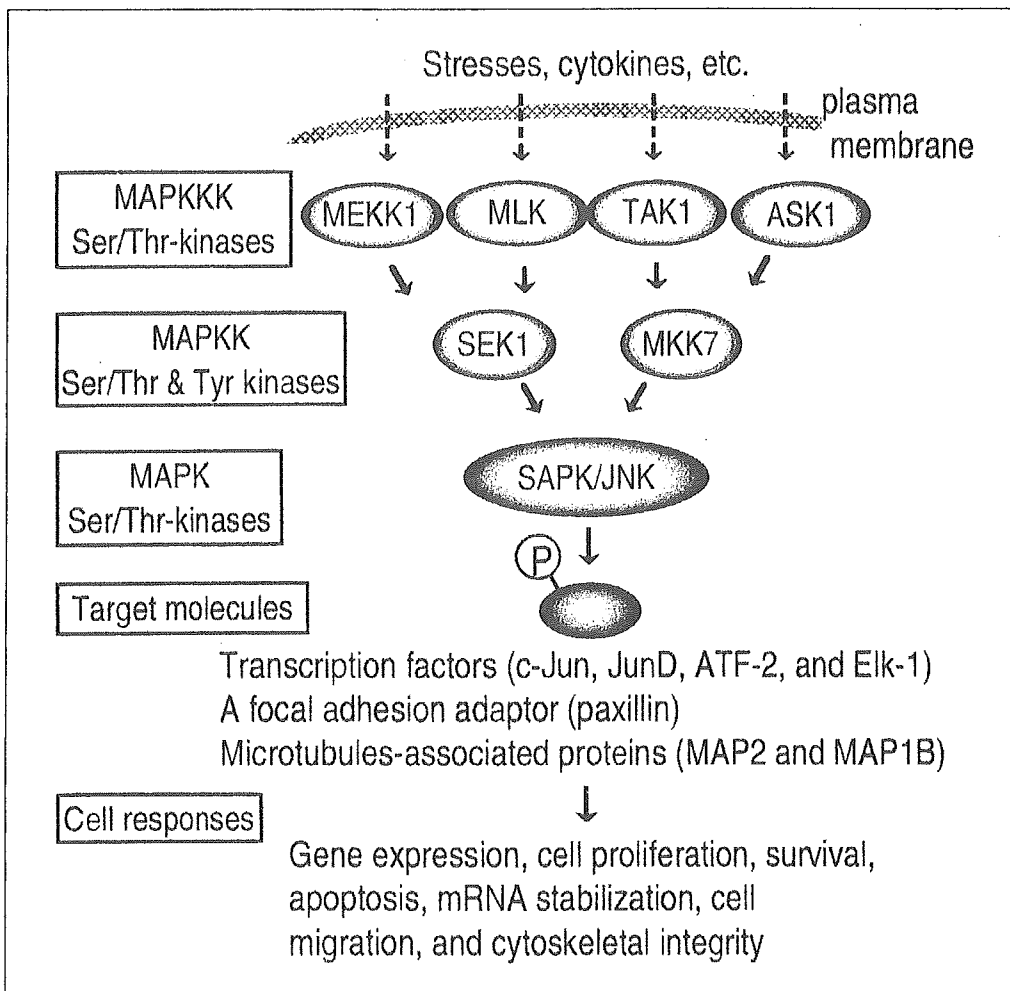 Stresses, cytokines, etc.
plasma
membrane
MAPKKK
Ser/Thr-kinases
MEKK1
MLK
TAK1
ASK1
MAPKK
Ser/Thr & Tyr kinases
SEK1
MKK7
MAPK
Ser/Thr-kinases
SAPK/JNK
P
Target molecules
Transcription factors (c-Jun, JunD, ATF-2, and Elk-1)
A focal adhesion adaptor (paxillin)
Microtubules-associated proteins (MAP2 and MAP1B)
Cell responses
Gene expression, cell proliferation, survival,
apoptosis, mRNA stabilization, cell
migration, and cytoskeletal integrity